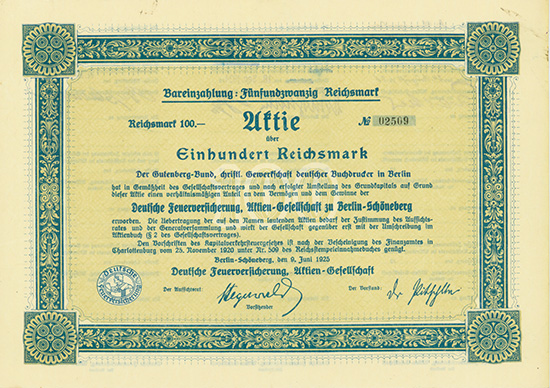 Bareinzahlung: Fünfundzwanzig Reichsmark
Reichsmark 100.— Aktie № 02569
über
Einhundert Reichsmark
Der Gutenberg-Bund, christl. Gewerkschaft deutscher Buchdrucker in Berlin
hat in Gemäßheit des Gesellschaftsvertrages und nach erfolgter Umstellung des Grundkapitals auf Grund
dieser Aktie einen verhältnismäßigen Anteil an dem Vermögen und dem Gewinne der
Deutsche Feuerversicherung, Aktien-Gesellschaft zu Berlin-Schöneberg
erworben. Die Uebertragung der auf den Namen lautenden Aktien bedarf der Zustimmung des Aufsichts-
rates und der Generalversammlung und wirkt der Gesellschaft gegenüber erst mit der Umschreibung im
Aktienbuch (§ 2 des Gesellschaftsvertrages).
Den Vorschriften des Kapitalverkehrsteuergesetzes ist nach der Bescheinigung des Finanzamtes in
Charlottenburg vom 25. November 1920 unter Nr. 509 des Reichsstempeleinnahmebuches genügt.
Berlin-Schöneberg, den 9. Juni 1925
Deutsche Feuerversicherung, Aktien-Gesellschaft
Der Aufsichtsrat: Der Vorstand:
Vorsitzender
Deutsche Feuerversicherung